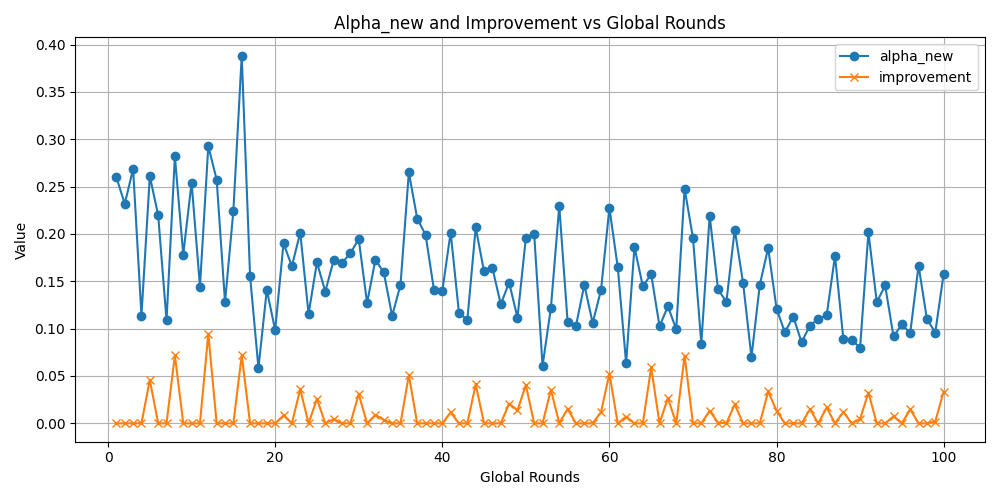 Alpha_new and Improvement vs Global Rounds
alpha_new
improvement
Value
0.40
0.35
0.30
0.25
0.20
0.15
0.10
0.05
0.00
0 20 40 60 80 100
Global Rounds